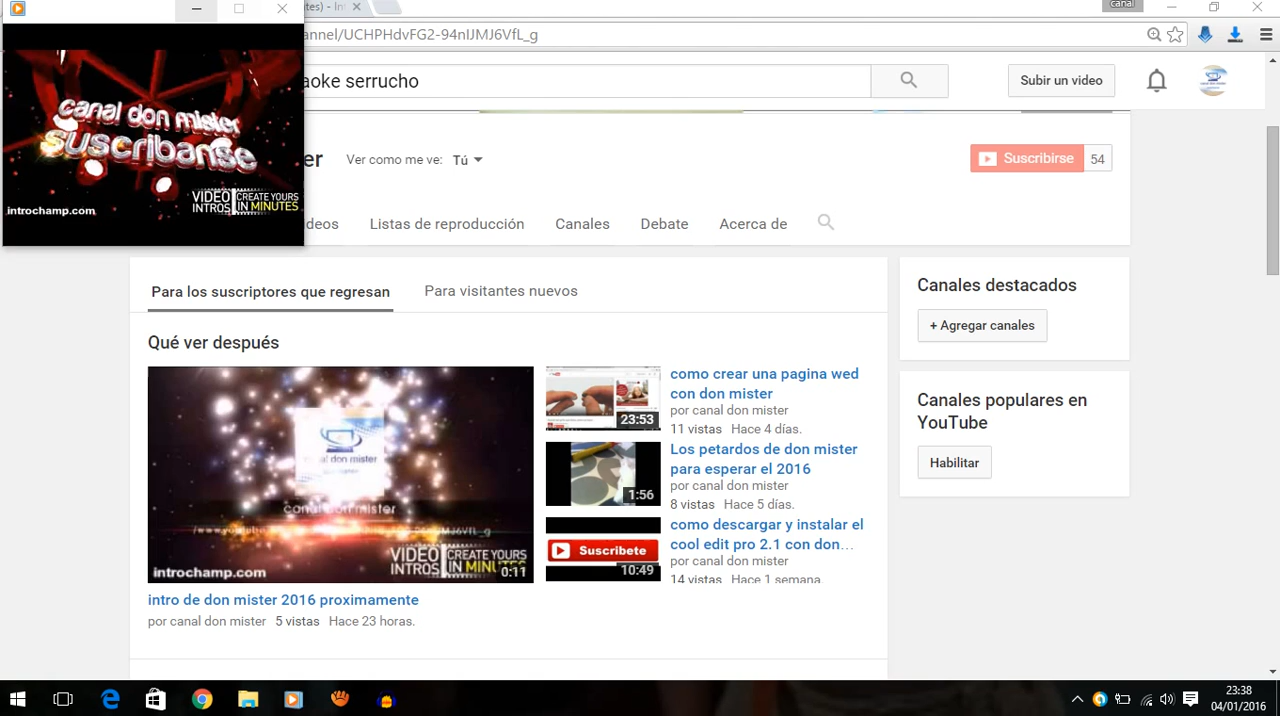 canal
annel/UCHPHdvFG2-94nIJMJ6VfL_g
canal don mister
suscribanse
introchamp.com
VIDEO INTROS
CREATE YOURS IN MINUTES
aoke serrucho
Subir un video
er
Ver como me ve: Tú
Suscribirse 54
deos
Listas de reproducción
Canales
Debate
Acerca de
Para los suscriptores que regresan
Para visitantes nuevos
Qué ver después
canal don mister
canal don mister
introchamp.com
VIDEO INTROS
CREATE YOURS IN MINUTES
0:11
intro de don mister 2016 proximamente
por canal don mister 5 vistas Hace 23 horas.
23:53
como crear una pagina wed
con don mister
por canal don mister
11 vistas Hace 4 días.
1:56
Los petardos de don mister
para esperar el 2016
por canal don mister
8 vistas Hace 5 días.
Suscribete
10:49
como descargar y instalar el
cool edit pro 2.1 con don…
por canal don mister
14 vistas Hace 1 semana.
Canales destacados
+ Agregar canales
Canales populares en
YouTube
Habilitar
23:38
04/01/2016